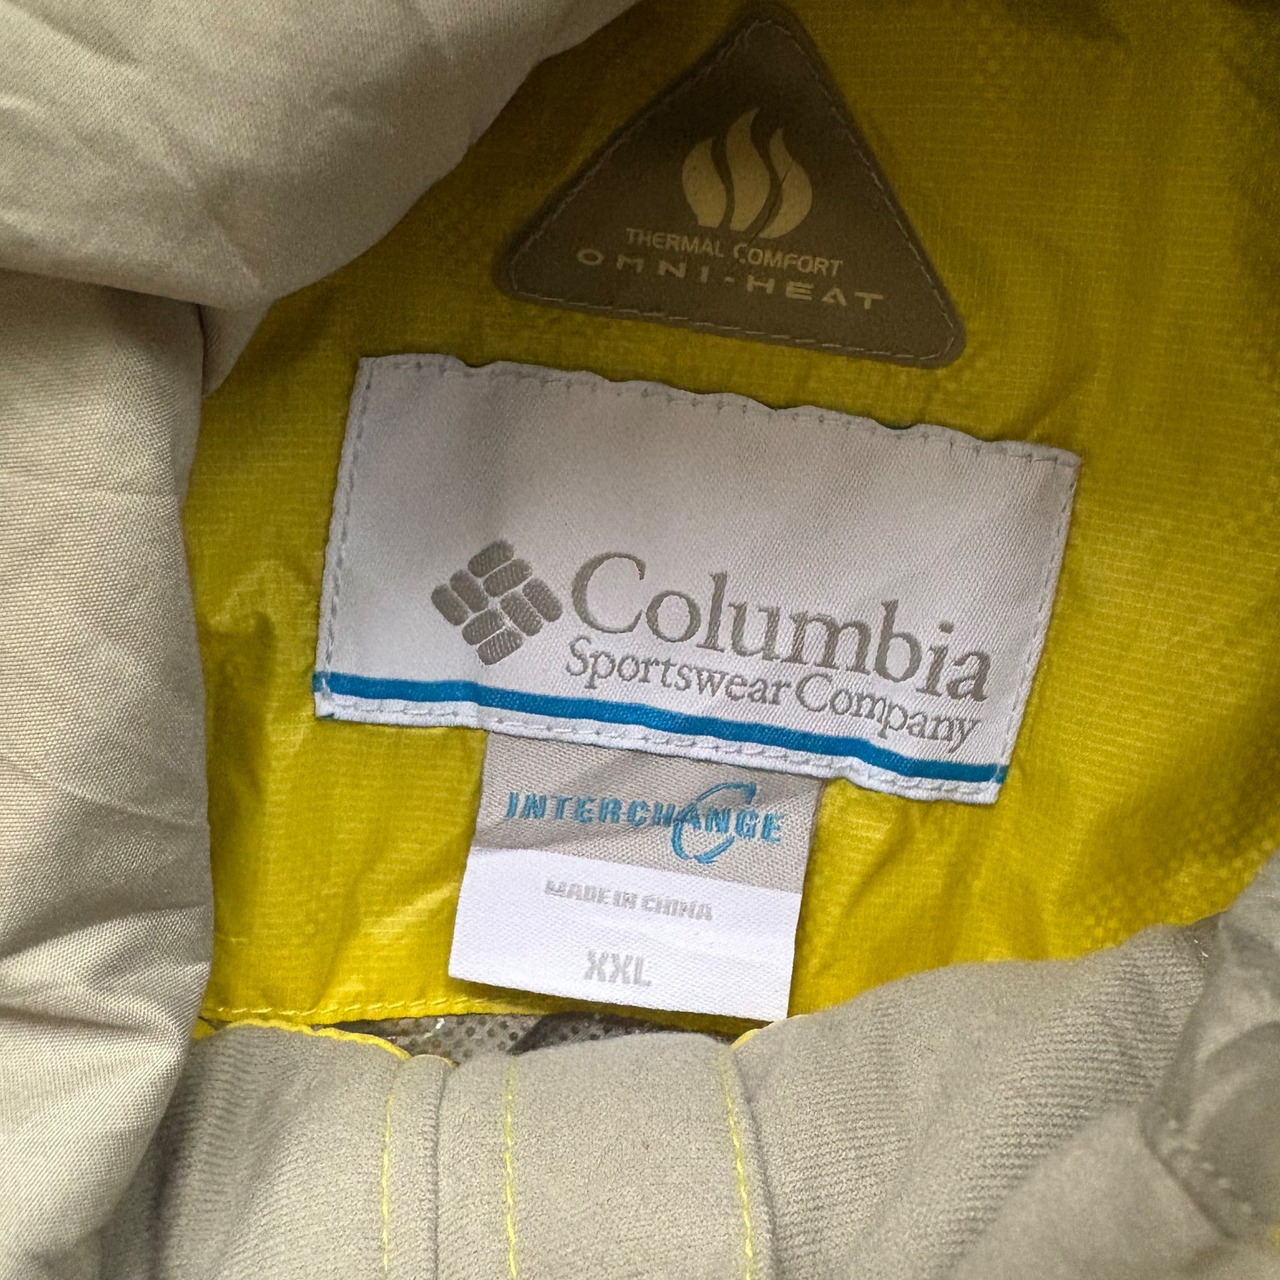 THERMAL COMFORT
OMNI-HEAT
Columbia
Sportswear Company
INTERCHANGE
MADE IN CHINA
XXL